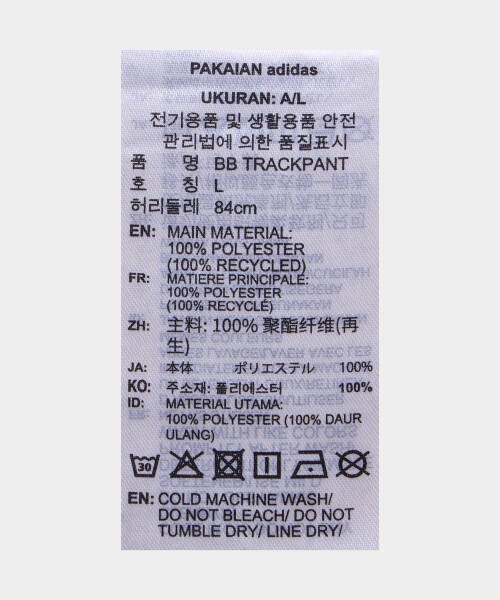 PAKAIAN adidas
UKURAN: A/L
전기용품 및 생활용품 안전
관리법에 의한 품질표시
품 명 BB TRACKPANT
호 칭 L
허리둘레 84cm
EN: MAIN MATERIAL:
100% POLYESTER
(100% RECYCLED)
FR: MATIERE PRINCIPALE:
100% POLYESTER
(100% RECYCLÉ)
ZH: 主料: 100% 聚酯纤维(再
生)
JA: 本体 ポリエステル 100%
KO: 주소재: 폴리에스터 100%
ID: MATERIAL UTAMA:
100% POLYESTER (100% DAUR
ULANG)
30
EN: COLD MACHINE WASH/
DO NOT BLEACH/ DO NOT
TUMBLE DRY/ LINE DRY/